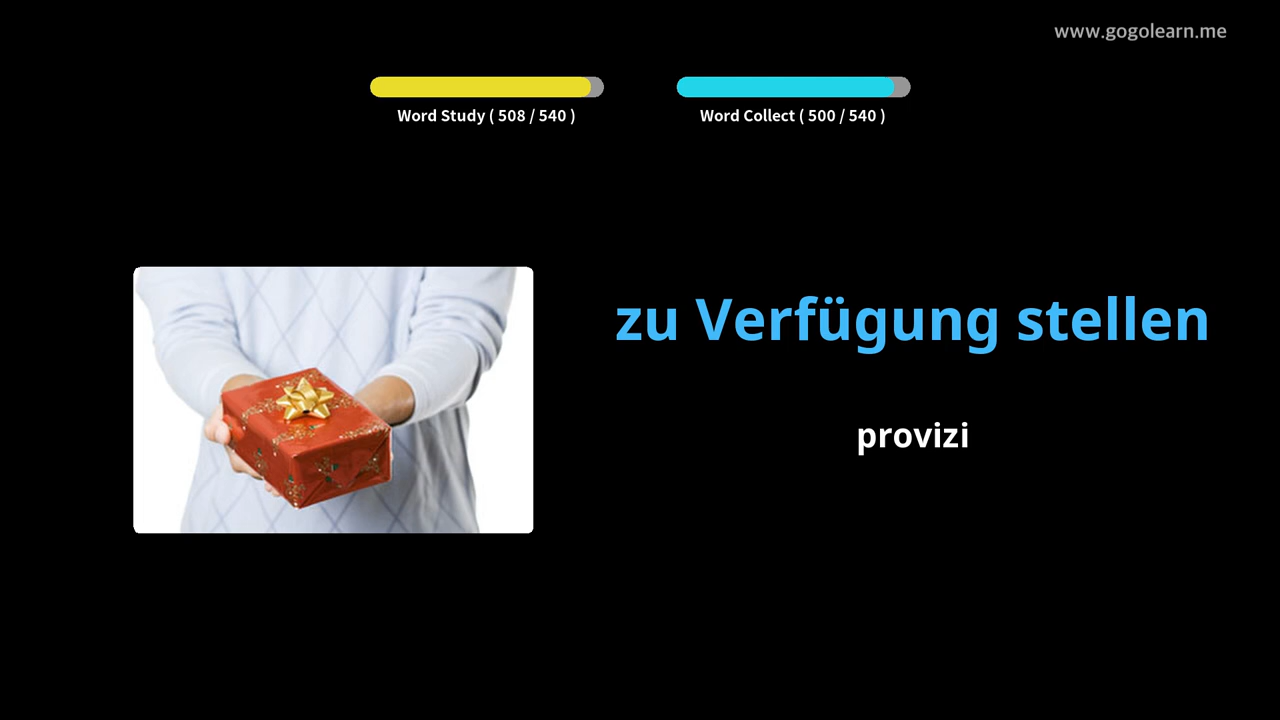 www.gogolearn.me
Word Study ( 508 / 540 )
Word Collect ( 500 / 540 )
zu Verfügung stellen
provizi